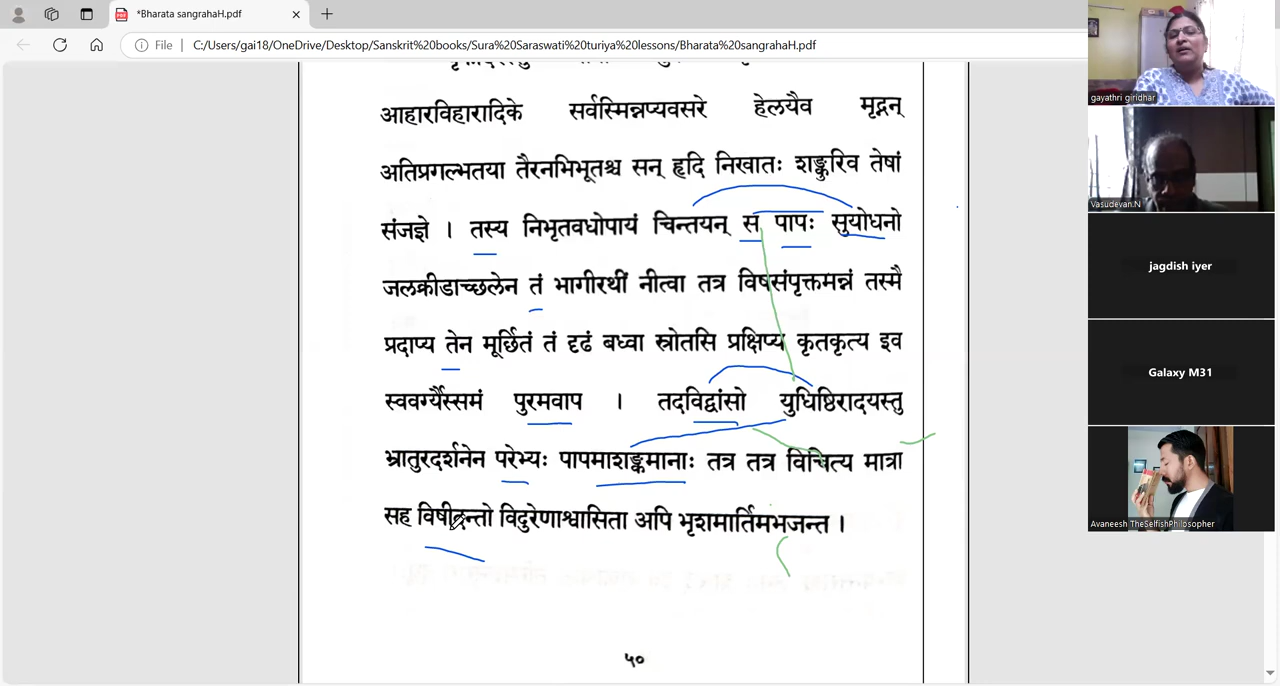 *Bharata sangrahaH.pdf
File
C:/Users/gai18/OneDrive/Desktop/Sanskrit%20books/Sura%20Saraswati%20turiya%20lessons/Bharata%20sangrahaH.pdf
आहारविहारादिके सर्वस्मिन्नप्यवसरे हेलयैव मृद्नन्
अतिप्रगल्भतया तैरनभिभूतश्च सन् हृदि निखातः शङ्कुरिव तेषां
संजज्ञे । तस्य निभृतवधोपायं चिन्तयन् स पापः सुयोधनो
जलक्रीडाच्छलेन तं भागीरथीं नीत्वा तत्र विषसंपृक्तमन्नं तस्मै
प्रदाप्य तेन मूर्छितं तं दृढं बध्वा स्रोतसि प्रक्षिप्य कृतकृत्य इव
स्ववर्ग्यैस्समं पुरमवाप । तदविद्वांसो युधिष्ठिरादयस्तु
भ्रातुरदर्शनेन परेभ्यः पापमाशङ्कमानाः तत्र तत्र विचित्य मात्रा
सह विषीदन्तो विदुरेणाश्वासिता अपि भृशमार्तिमभजन्त ।
५०
gayathri giridhar
Vasudevan.N
jagdish iyer
Galaxy M31
Avaneesh TheSelfishPhilosopher